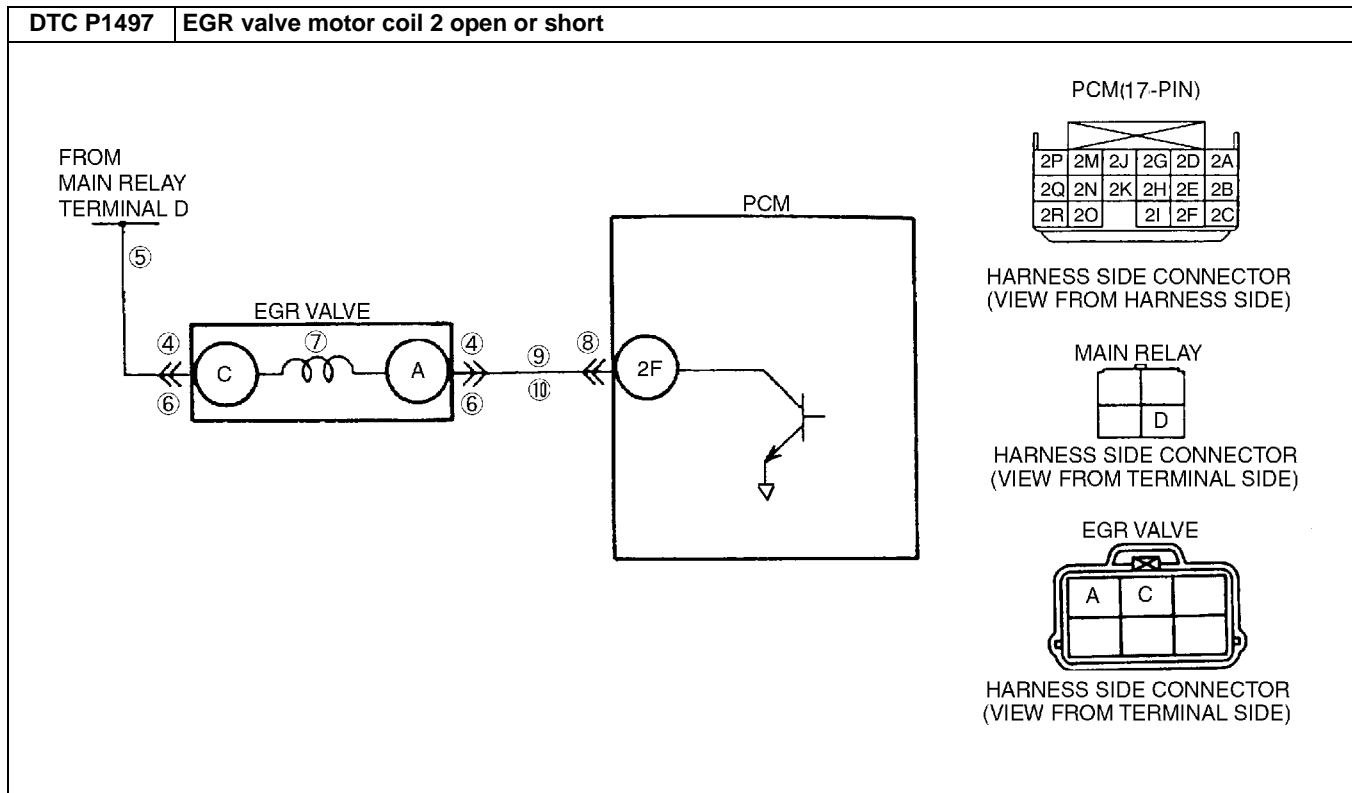 DTC P1497 EGR valve motor coil 2 open or short
FROM
MAIN RELAY
TERMINAL D
⑤
EGR VALVE
④
⑦
④
C
A
⑥
⑥
⑨
⑩
⑧
PCM
2F
PCM(17-PIN)
2P 2M 2J 2G 2D 2A
2Q 2N 2K 2H 2E 2B
2R 2O 2I 2F 2C
HARNESS SIDE CONNECTOR
(VIEW FROM HARNESS SIDE)
MAIN RELAY
D
HARNESS SIDE CONNECTOR
(VIEW FROM TERMINAL SIDE)
EGR VALVE
A C
HARNESS SIDE CONNECTOR
(VIEW FROM TERMINAL SIDE)